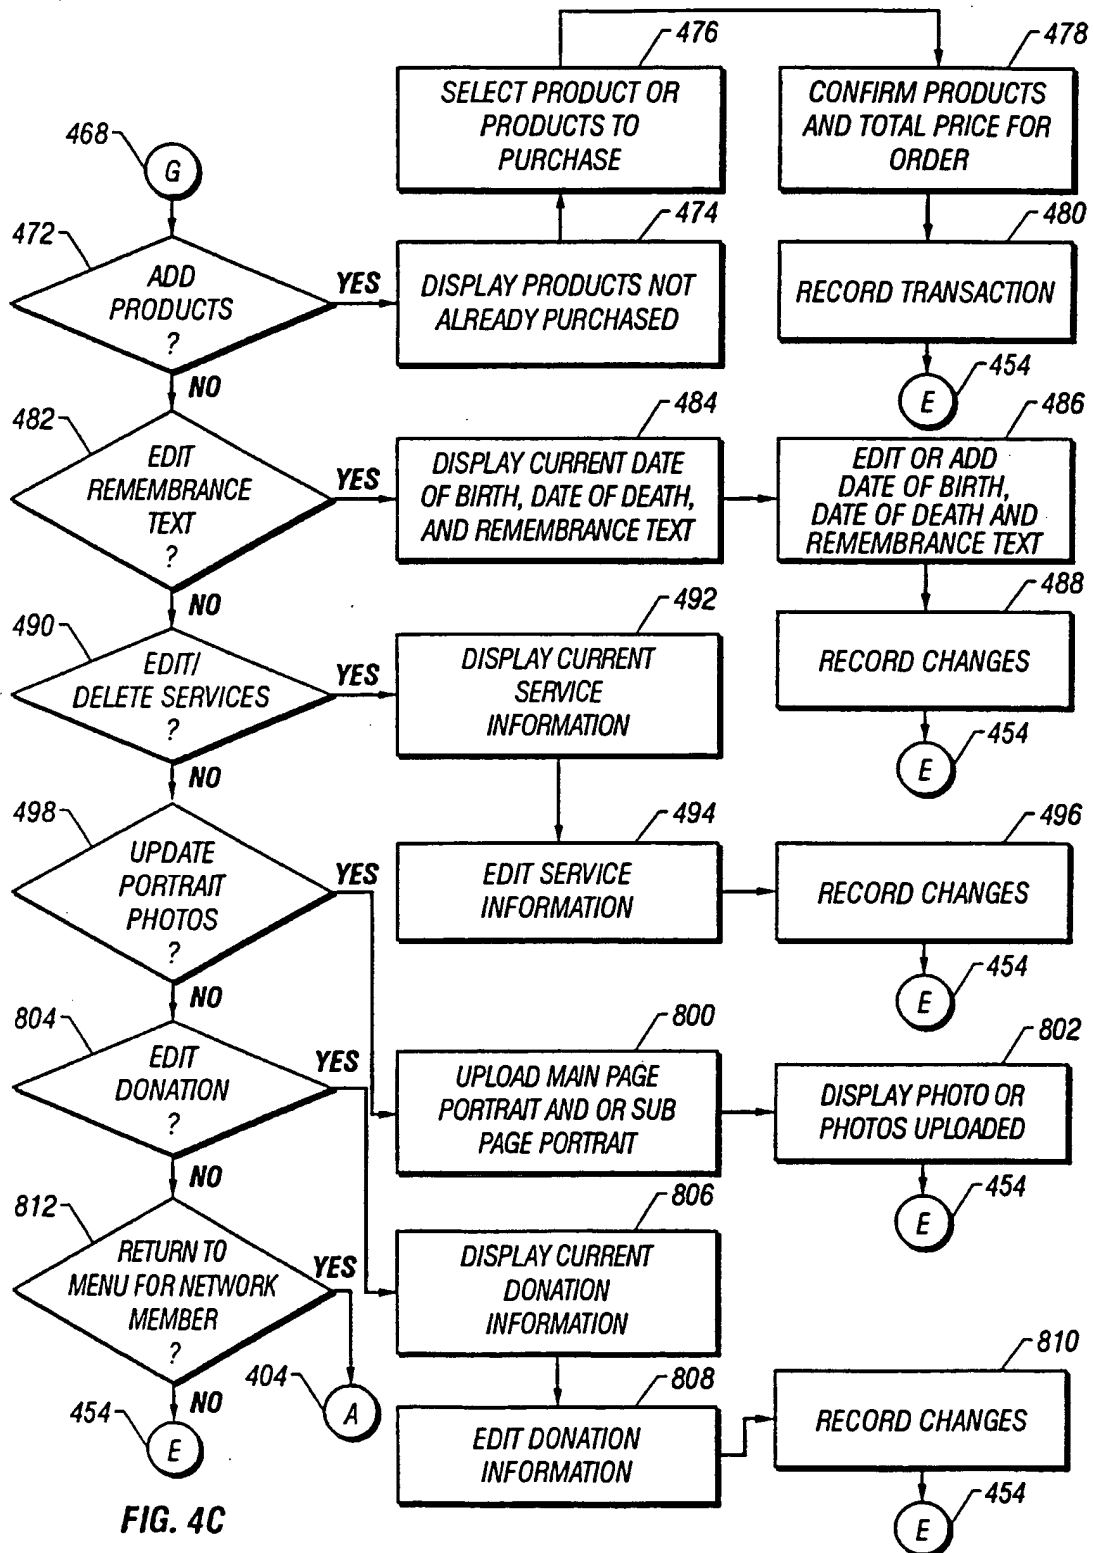 476
478
SELECT PRODUCT OR
PRODUCTS TO
PURCHASE
CONFIRM PRODUCTS
AND TOTAL PRICE FOR
ORDER
468
G
472
ADD
PRODUCTS
?
YES
NO
474
DISPLAY PRODUCTS NOT
ALREADY PURCHASED
480
RECORD TRANSACTION
454
E
482
EDIT
REMEMBRANCE
TEXT
?
YES
NO
484
DISPLAY CURRENT DATE
OF BIRTH, DATE OF DEATH,
AND REMEMBRANCE TEXT
486
EDIT OR ADD
DATE OF BIRTH,
DATE OF DEATH AND
REMEMBRANCE TEXT
488
RECORD CHANGES
454
E
490
EDIT/
DELETE SERVICES
?
YES
NO
492
DISPLAY CURRENT
SERVICE
INFORMATION
494
EDIT SERVICE
INFORMATION
496
RECORD CHANGES
454
E
498
UPDATE
PORTRAIT
PHOTOS
?
YES
NO
800
UPLOAD MAIN PAGE
PORTRAIT AND OR SUB
PAGE PORTRAIT
802
DISPLAY PHOTO OR
PHOTOS UPLOADED
454
E
804
EDIT
DONATION
?
YES
NO
806
DISPLAY CURRENT
DONATION
INFORMATION
808
EDIT DONATION
INFORMATION
810
RECORD CHANGES
454
E
812
RETURN TO
MENU FOR NETWORK
MEMBER
?
YES
NO
404
A
454
E
FIG. 4C